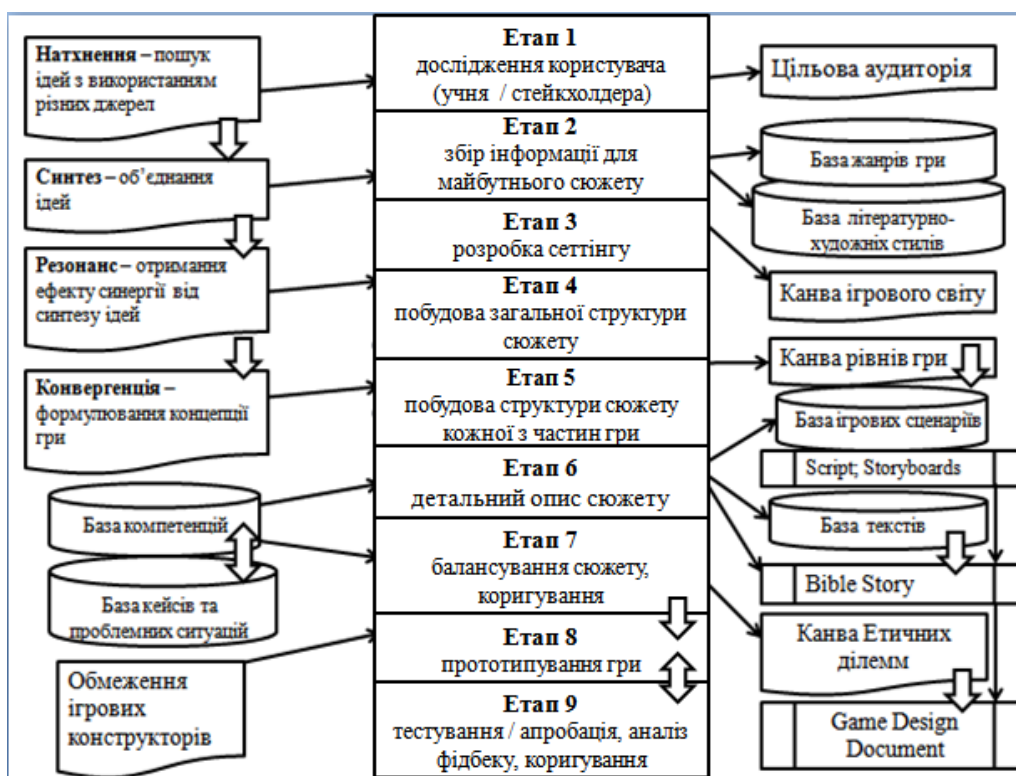 Натхнення – пошук
ідей з використанням
різних джерел
Синтез – об’єднання
ідей
Резонанс – отримання
ефекту синергії від
синтезу ідей
Конвергенція –
формулювання концепції
гри
База компетенцій
База кейсів та
проблемних ситуацій
Обмеження
ігрових
конструкторів
Етап 1
дослідження користувача
(учня / стейкхолдера)
Етап 2
збір інформації для
майбутнього сюжету
Етап 3
розробка сеттінгу
Етап 4
побудова загальної структури
сюжету
Етап 5
побудова структури сюжету
кожної з частин гри
Етап 6
детальний опис сюжету
Етап 7
балансування сюжету,
коригування
Етап 8
прототипування гри
Етап 9
тестування / апробація, аналіз
фідбеку, коригування
Цільова аудиторія
База жанрів гри
База літературно-
художніх стилів
Канва ігрового світу
Канва рівнів гри
База ігрових сценаріїв
Script; Storyboards
База текстів
Bible Story
Канва Етичних
ділемм
Game Design
Document